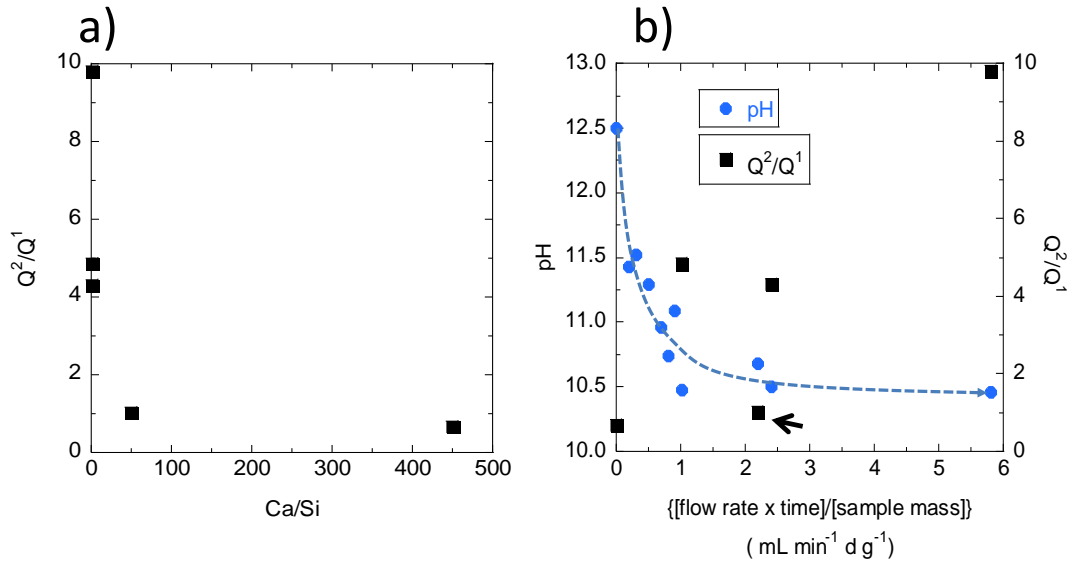 a)
10
8
6
4
2
0
Q²/Q¹
0 100 200 300 400 500
Ca/Si
b)
13.0
12.5
12.0
11.5
11.0
10.5
10.0
pH
pH
Q²/Q¹
10
8
6
4
2
0
Q²/Q¹
0 1 2 3 4 5 6
{[flow rate x time]/[sample mass]}
( mL min⁻¹ d g⁻¹)